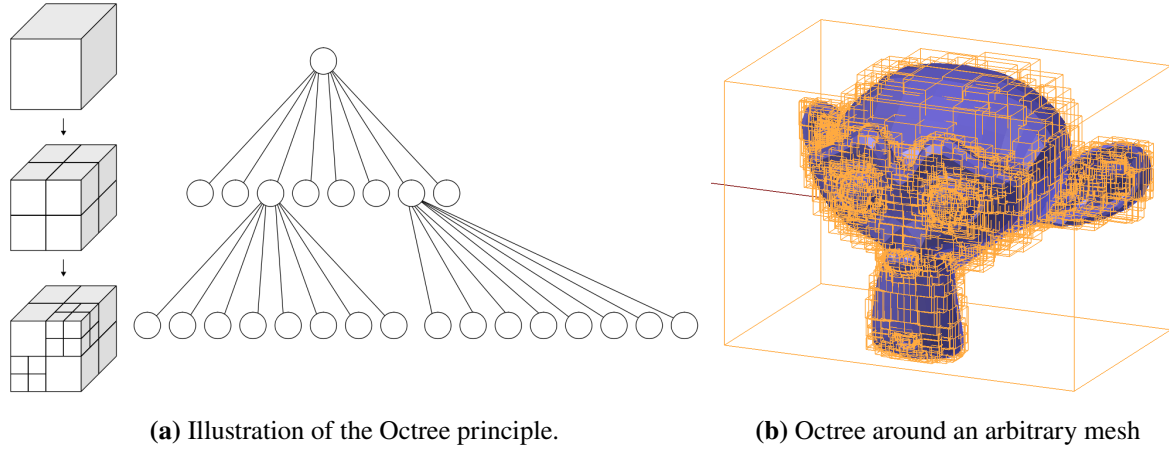 (a) Illustration of the Octree principle.
(b) Octree around an arbitrary mesh